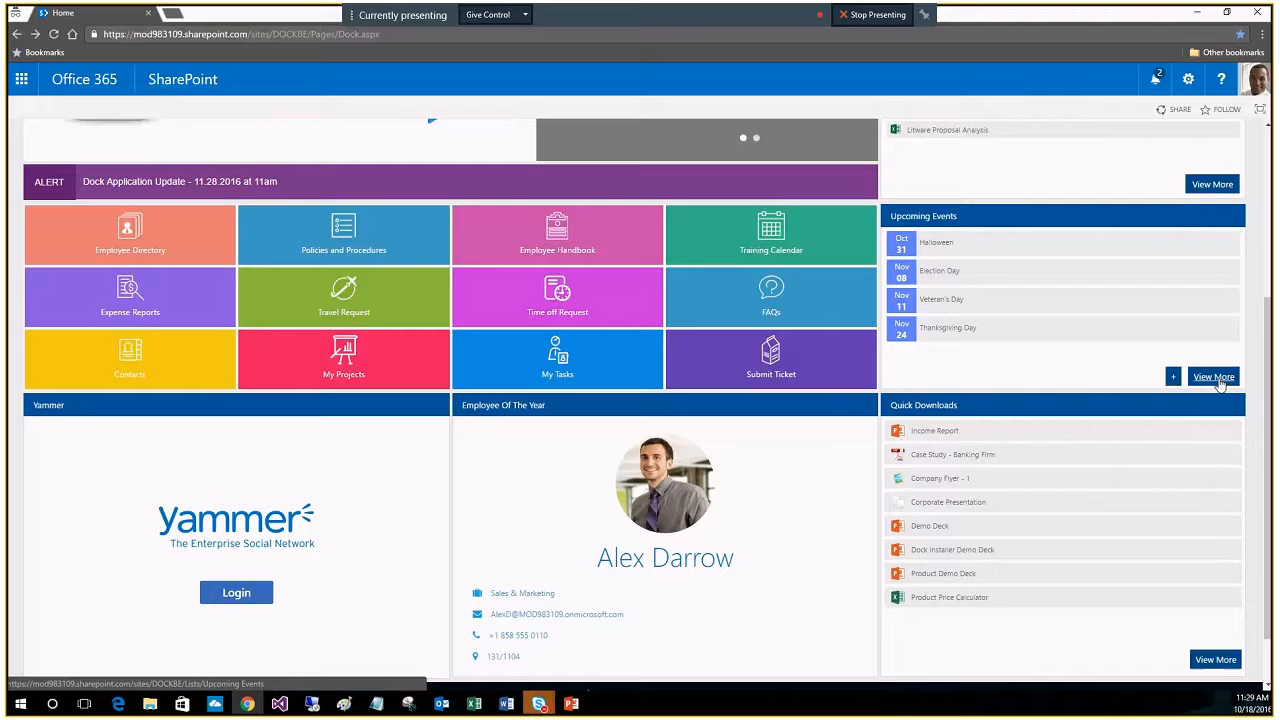 Home
Currently presenting
Give Control
Stop Presenting
https://mod983109.sharepoint.com/sites/DOCKBE/Pages/Dock.aspx
Bookmarks
Other bookmarks
Office 365
SharePoint
2
?
SHARE
FOLLOW
Litware Proposal Analysis
View More
ALERT
Dock Application Update - 11.28.2016 at 11am
Employee Directory
Policies and Procedures
Employee Handbook
Training Calendar
Expense Reports
Travel Request
Time off Request
FAQs
Contacts
My Projects
My Tasks
Submit Ticket
Upcoming Events
Oct 31
Halloween
Nov 08
Election Day
Nov 11
Veteran's Day
Nov 24
Thanksgiving Day
+
View More
Yammer
yammer
The Enterprise Social Network
Login
Employee Of The Year
Alex Darrow
Sales & Marketing
AlexD@MOD983109.onmicrosoft.com
+1 858 555 0110
131/1104
Quick Downloads
Income Report
Case Study - Banking Firm
Company Flyer - 1
Corporate Presentation
Demo Deck
Dock Installer Demo Deck
Product Demo Deck
Product Price Calculator
View More
https://mod983109.sharepoint.com/sites/DOCKBE/Lists/Upcoming Events
11:29 AM
10/18/2016